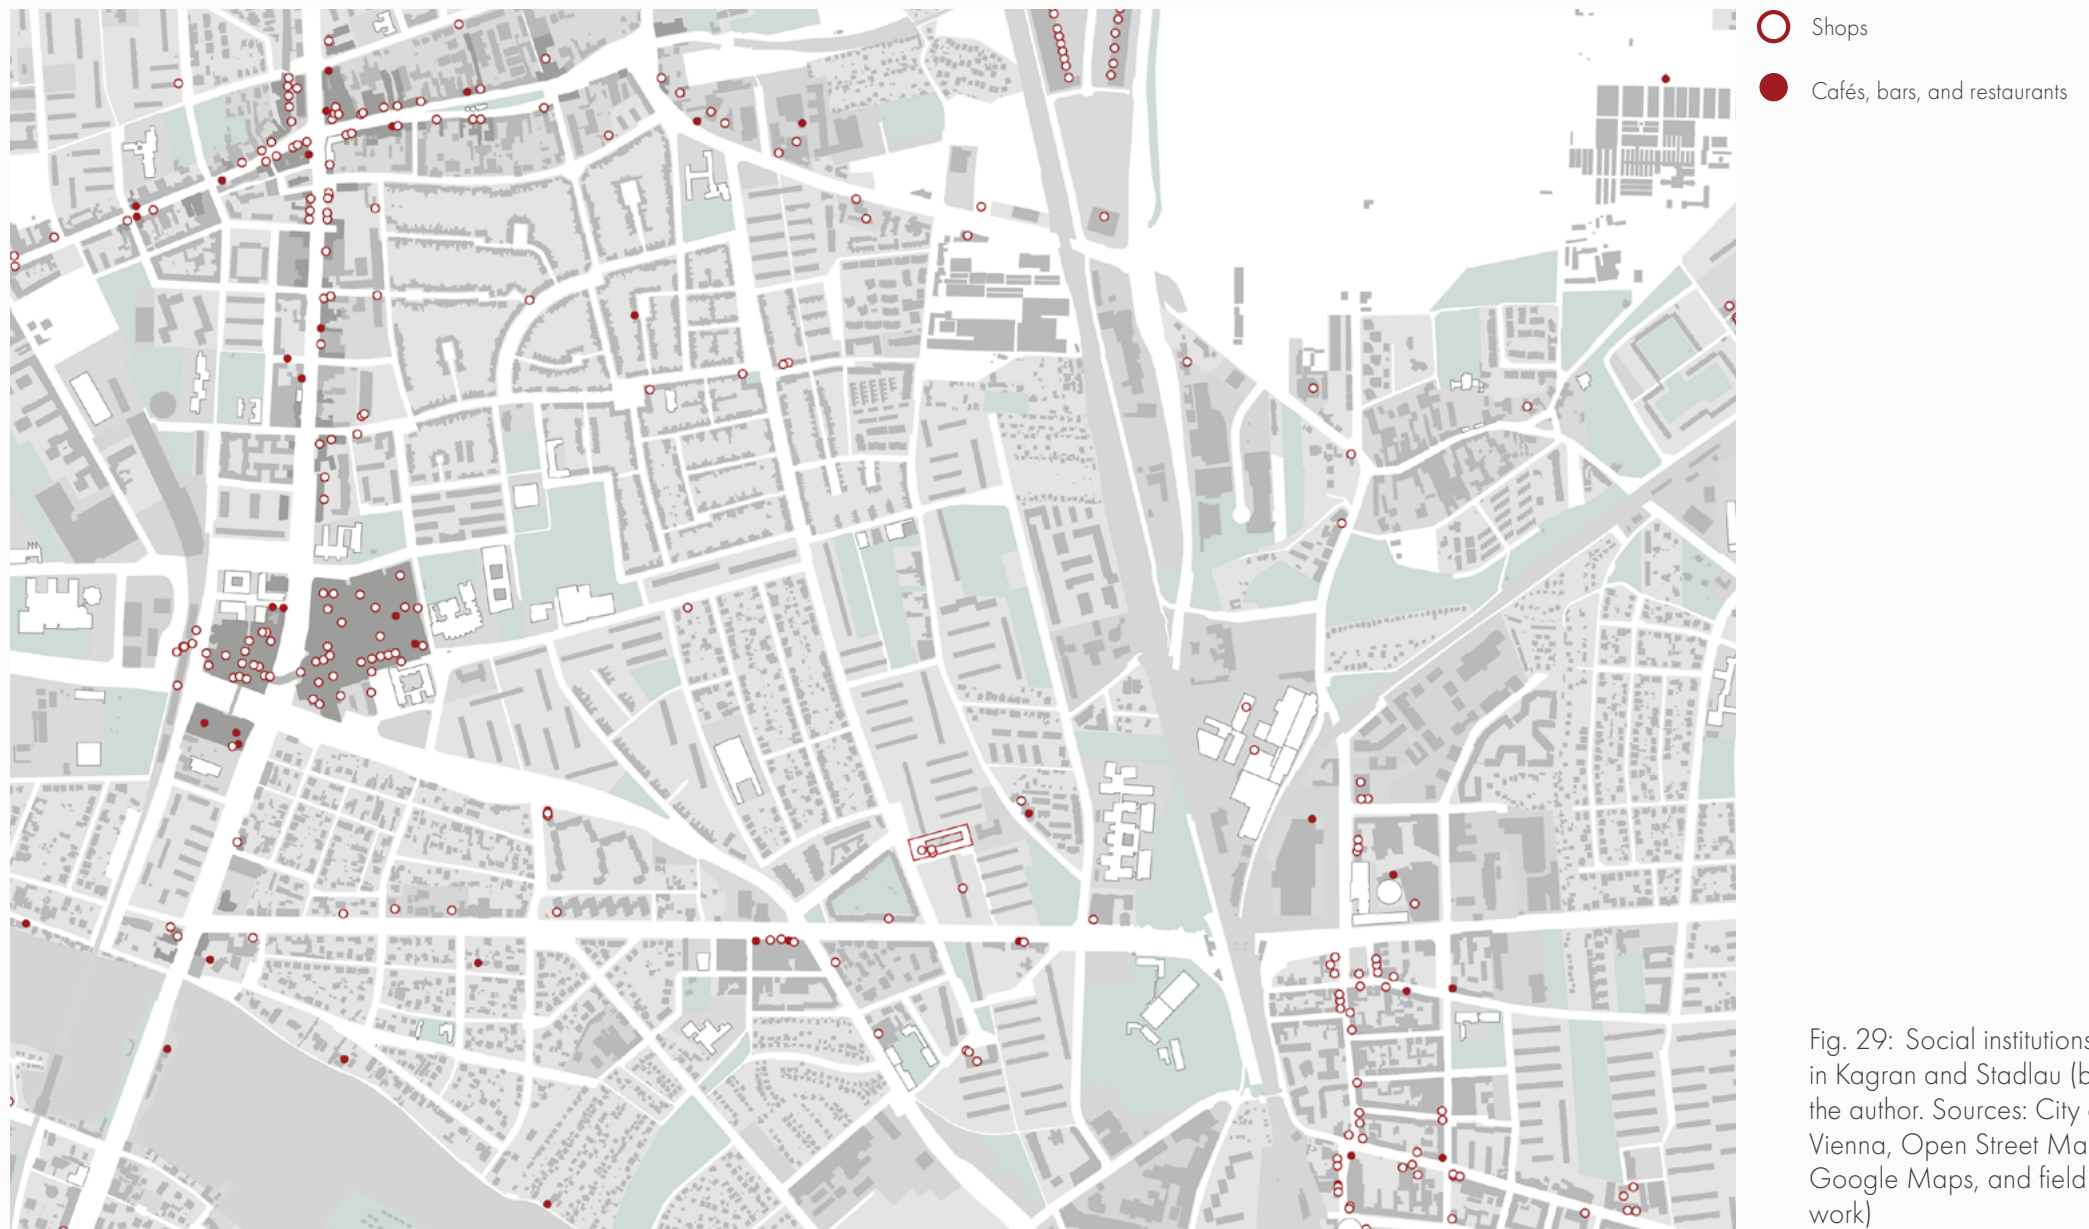 Shops
Cafés, bars, and restaurants
Fig. 29: Social institutions
in Kagran and Stadlau (b
the author. Sources: City
Vienna, Open Street Ma
Google Maps, and field
work)